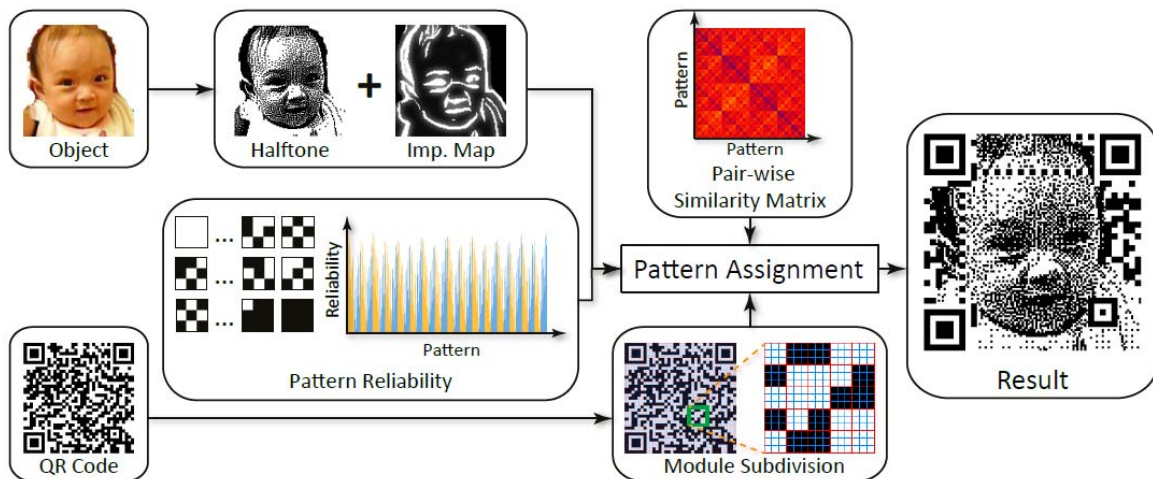 Object
Halftone
+
Imp. Map
Pattern
Pattern
Pair-wise
Similarity Matrix
...
...
...
Reliability
Pattern
Pattern Reliability
Pattern Assignment
QR Code
Module Subdivision
Result